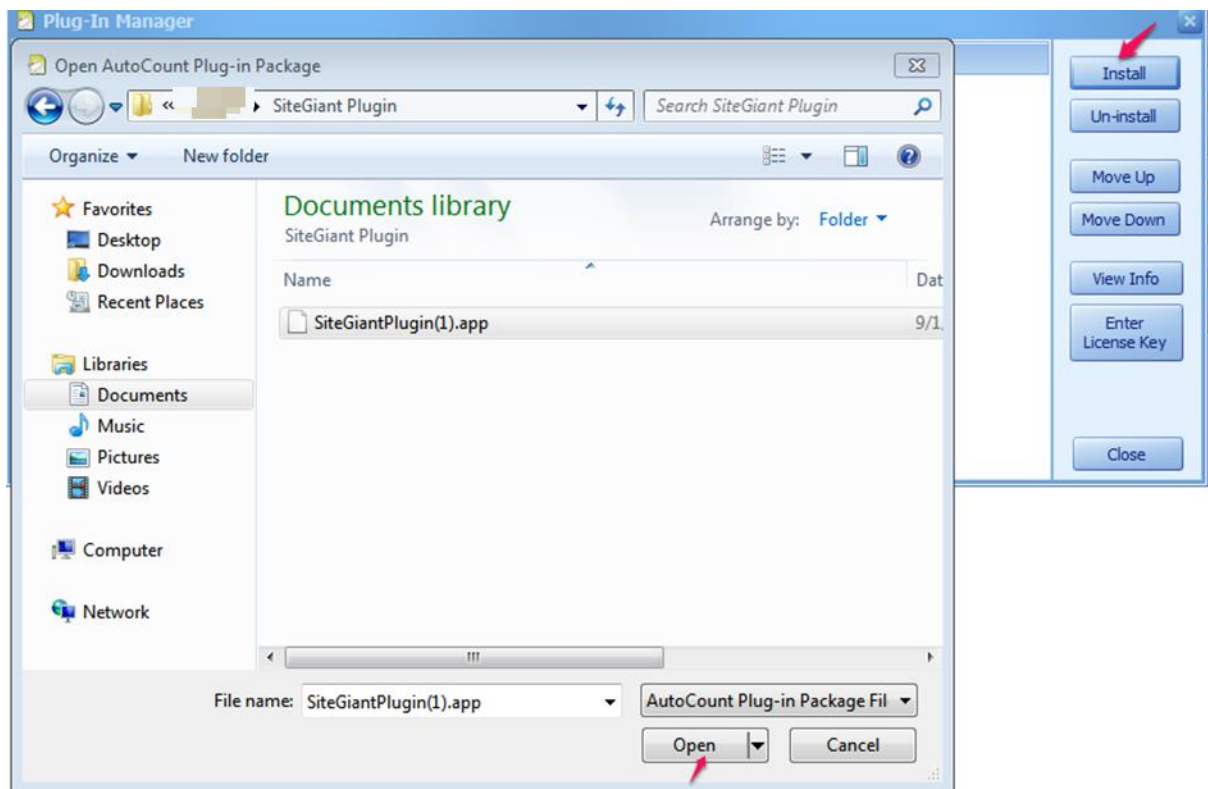 Plug-In Manager
Open AutoCount Plug-in Package
« SiteGiant Plugin
Search SiteGiant Plugin
Organize
New folder
Favorites
Desktop
Downloads
Recent Places
Libraries
Documents
Music
Pictures
Videos
Computer
Network
Documents library
SiteGiant Plugin
Arrange by: Folder
Name
Dat
SiteGiantPlugin(1).app
9/1
File name: SiteGiantPlugin(1).app
AutoCount Plug-in Package Fil
Open
Cancel
Install
Un-install
Move Up
Move Down
View Info
Enter
License Key
Close